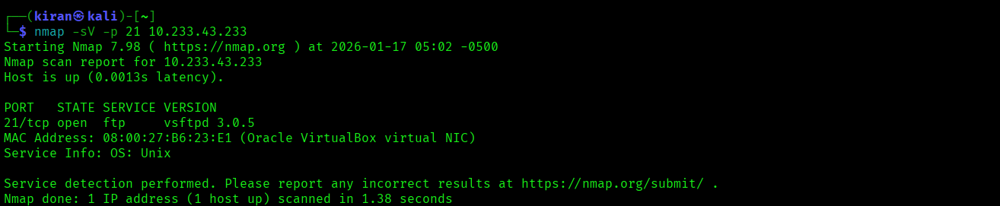 ┌──(kiran㉿kali)-[~]
└─$ nmap -sV -p 21 10.233.43.233
Starting Nmap 7.98 ( https://nmap.org ) at 2026-01-17 05:02 -0500
Nmap scan report for 10.233.43.233
Host is up (0.0013s latency).

PORT   STATE SERVICE VERSION
21/tcp open  ftp     vsftpd 3.0.5
MAC Address: 08:00:27:B6:23:E1 (Oracle VirtualBox virtual NIC)
Service Info: OS: Unix

Service detection performed. Please report any incorrect results at https://nmap.org/submit/ .
Nmap done: 1 IP address (1 host up) scanned in 1.38 seconds